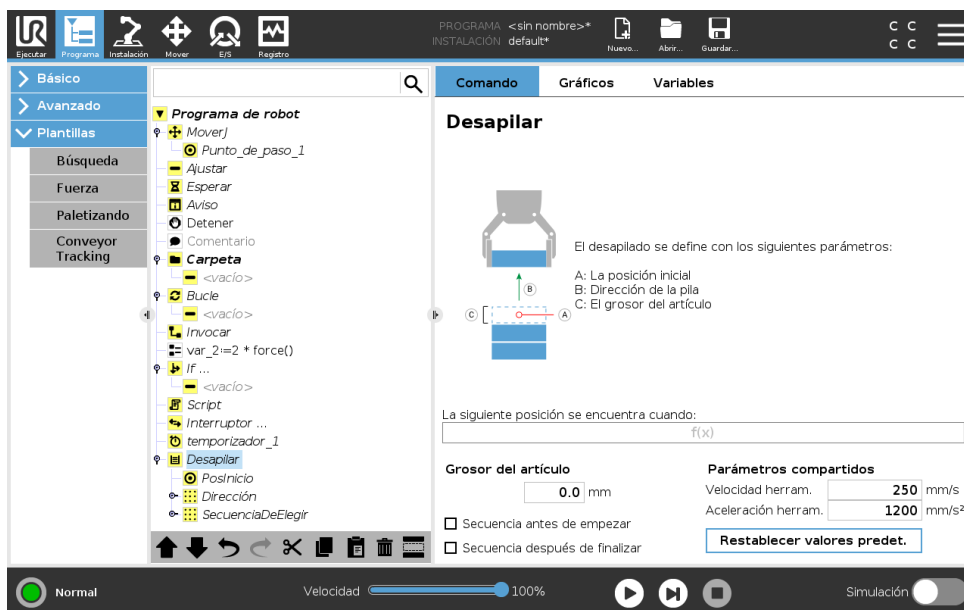 UR
PROGRAMA <sin nombre>*
INSTALACIÓN default*
C C
C C
Ejecutar Programa Instalación Mover E/S Registro Nuevo... Abrir... Guardar...
Básico
Avanzado
Plantillas
Búsqueda
Fuerza
Paletizando
Conveyor
Tracking
Programa de robot
MoverJ
Punto_de_paso_1
Ajustar
Esperar
Aviso
Detener
Comentario
Carpeta
<vacío>
Bucle
<vacío>
Invocar
var_2:=2 * force()
If ...
<vacío>
Script
Interruptor ...
temporizador_1
Desapilar
PosInicio
Dirección
SecuenciaDeElegir
Comando Gráficos Variables
Desapilar
El desapilado se define con los siguientes parámetros:
A: La posición inicial
B: Dirección de la pila
C: El grosor del artículo
B
C
A
La siguiente posición se encuentra cuando:
f(x)
Grosor del artículo
0.0 mm
Secuencia antes de empezar
Secuencia después de finalizar
Parámetros compartidos
Velocidad herram. 250 mm/s
Aceleración herram. 1200 mm/s²
Restablecer valores predet.
Normal Velocidad 100% Simulación